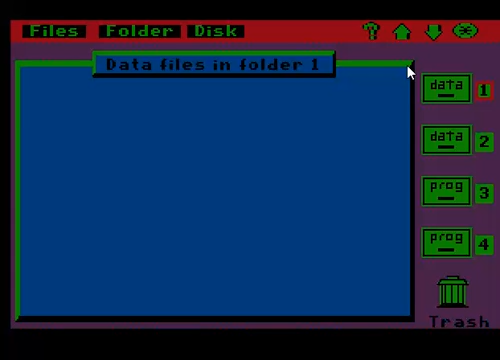 Files Folder Disk ?
Data files in folder 1
data 1
data 2
prog 3
prog 4
Trash